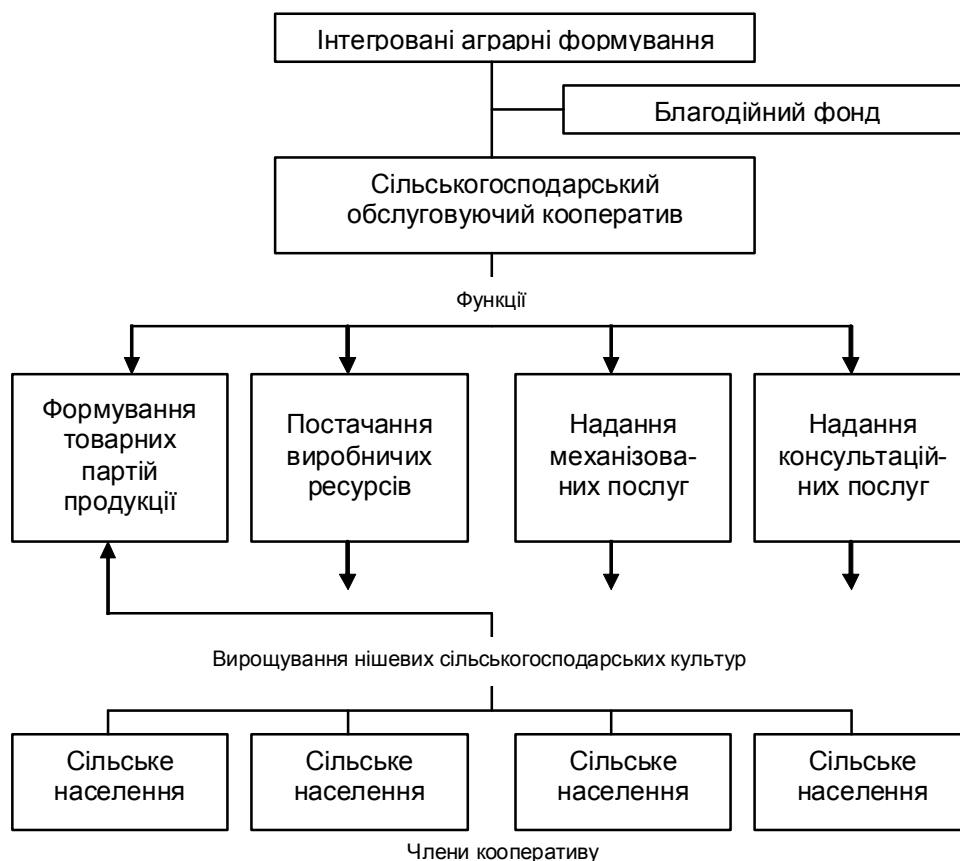 Інтегровані аграрні формування
Благодійний фонд
Сільськогосподарський
обслуговуючий кооператив
Функції
Формування
товарних
партій
продукції
Постачання
виробничих
ресурсів
Надання
механізова-
них послуг
Надання
консультацій-
них послуг
Вирощування нішевих сільськогосподарських культур
Сільське
населення
Сільське
населення
Сільське
населення
Сільське
населення
Члени кооперативу